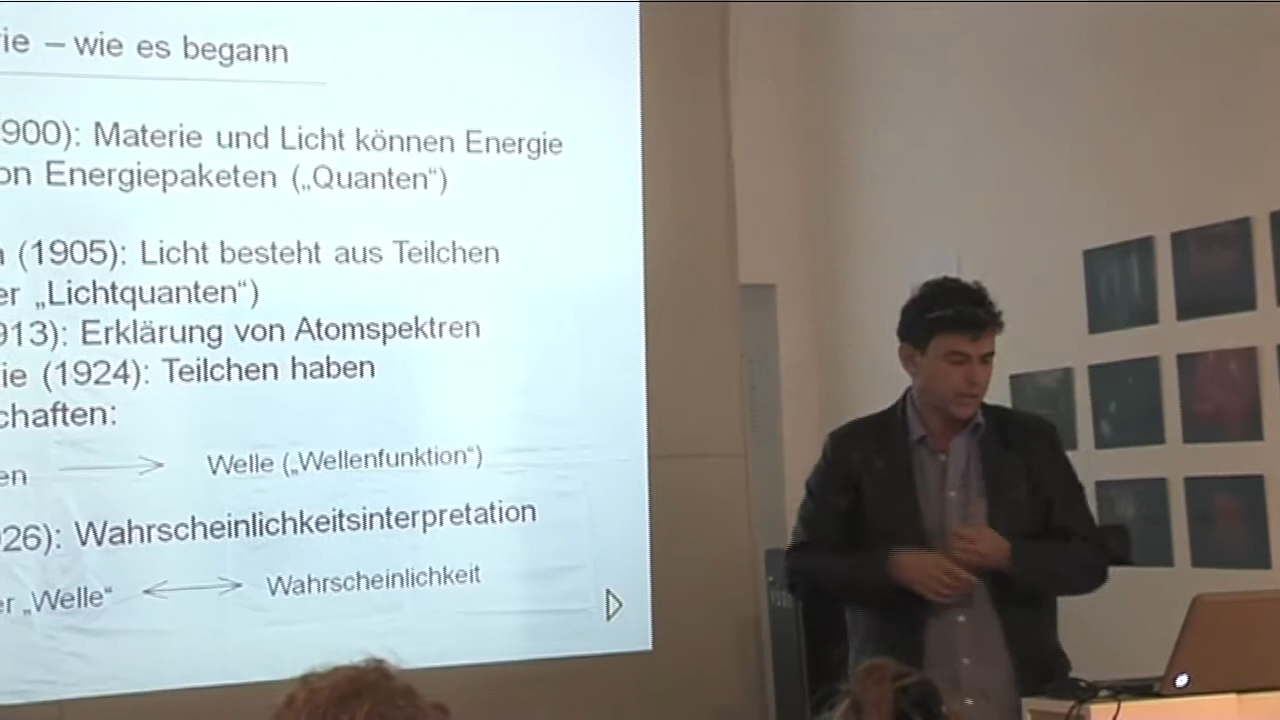 ie – wie es begann
900): Materie und Licht können Energie
on Energiepaketen („Quanten“)
(1905): Licht besteht aus Teilchen
er „Lichtquanten“)
913): Erklärung von Atomspektren
ie (1924): Teilchen haben
chaften:
en → Welle („Wellenfunktion“)
26): Wahrscheinlichkeitsinterpretation
er „Welle“ ↔ Wahrscheinlichkeit